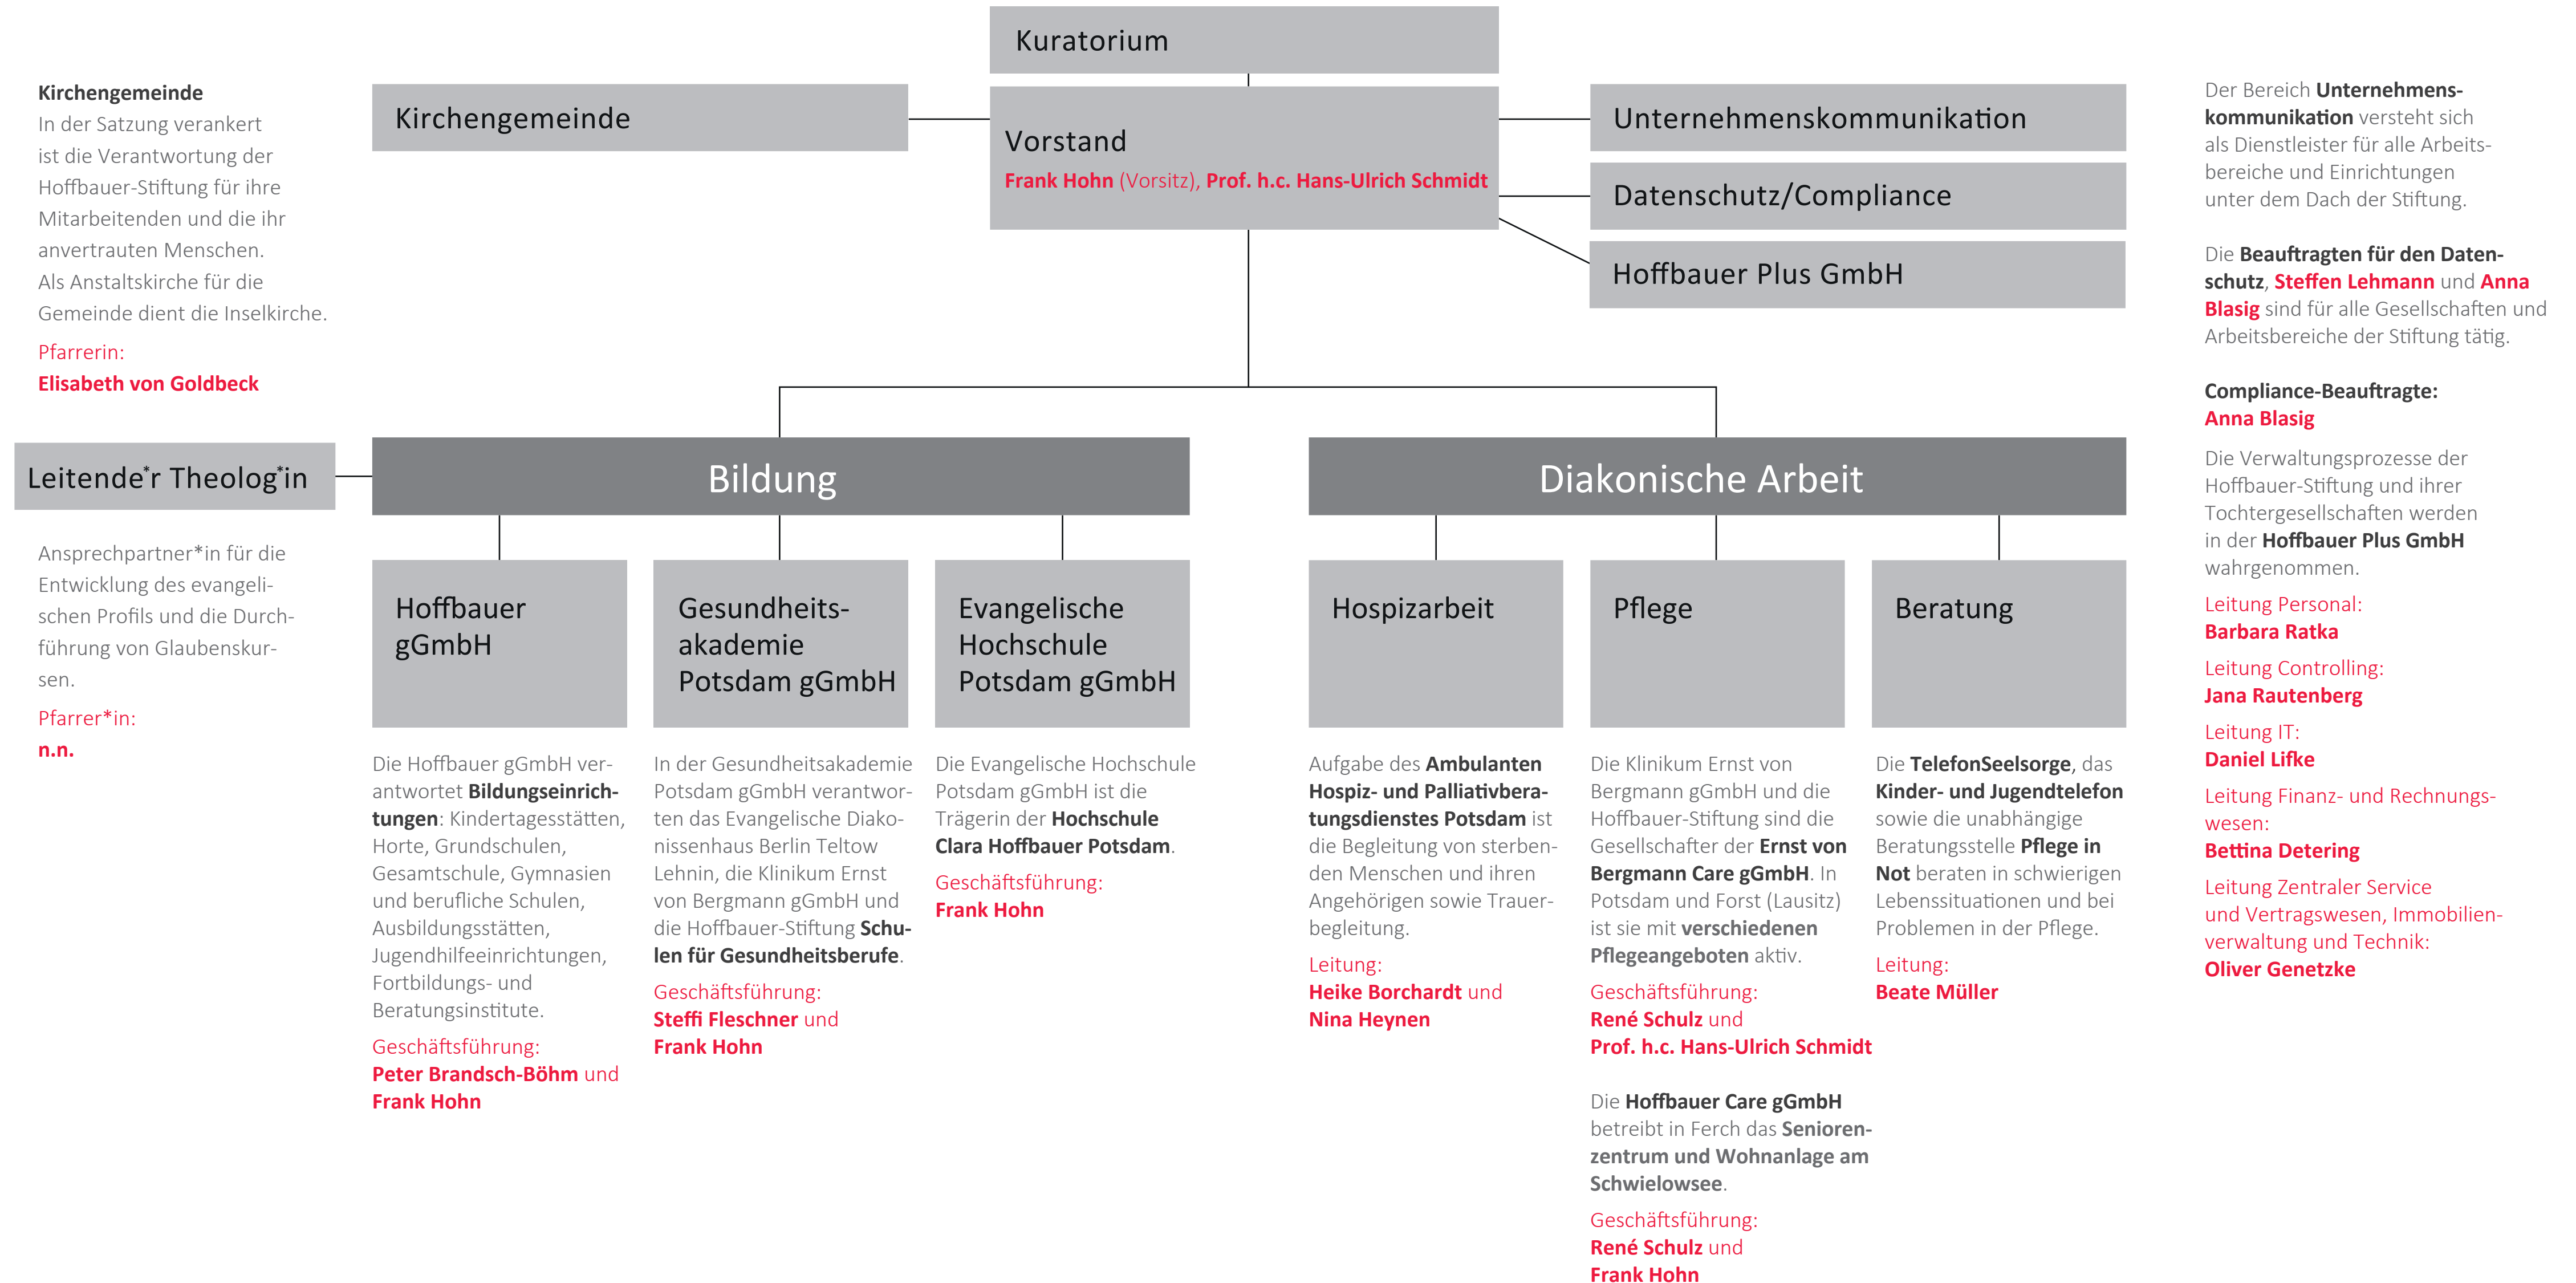 Kuratorium
Vorstand
Frank Hohn (Vorsitz), Prof. h.c. Hans-Ulrich Schmidt
Kirchengemeinde
Unternehmenskommunikation
Datenschutz/Compliance
Hoffbauer Plus GmbH
Kirchengemeinde
In der Satzung verankert
ist die Verantwortung der
Hoffbauer-Stiftung für ihre
Mitarbeitenden und die ihr
anvertrauten Menschen.
Als Anstaltskirche für die
Gemeinde dient die Inselkirche.
Pfarrerin:
Elisabeth von Goldbeck
Leitende*r Theolog*in
Ansprechpartner*in für die
Entwicklung des evangeli-
schen Profils und die Durch-
führung von Glaubenskur-
sen.
Pfarrer*in:
n.n.
Bildung
Hoffbauer
gGmbH
Die Hoffbauer gGmbH ver-
antwortet Bildungseinrich-
tungen: Kindertagesstätten,
Horte, Grundschulen,
Gesamtschule, Gymnasien
und berufliche Schulen,
Ausbildungsstätten,
Jugendhilfeeinrichtungen,
Fortbildungs- und
Beratungsinstitute.
Geschäftsführung:
Peter Brandsch-Böhm und
Frank Hohn
Gesundheits-
akademie
Potsdam gGmbH
In der Gesundheitsakademie
Potsdam gGmbH verantwor-
ten das Evangelische Diako-
nissenhaus Berlin Teltow
Lehnin, die Klinikum Ernst
von Bergmann gGmbH und
die Hoffbauer-Stiftung Schu-
len für Gesundheitsberufe.
Geschäftsführung:
Steffi Fleschner und
Frank Hohn
Evangelische
Hochschule
Potsdam gGmbH
Die Evangelische Hochschule
Potsdam gGmbH ist die
Trägerin der Hochschule
Clara Hoffbauer Potsdam.
Geschäftsführung:
Frank Hohn
Diakonische Arbeit
Hospizarbeit
Aufgabe des Ambulanten
Hospiz- und Palliativbera-
tungsdienstes Potsdam ist
die Begleitung von sterben-
den Menschen und ihren
Angehörigen sowie Trauer-
begleitung.
Leitung:
Heike Borchardt und
Nina Heynen
Pflege
Die Klinikum Ernst von
Bergmann gGmbH und die
Hoffbauer-Stiftung sind die
Gesellschafter der Ernst von
Bergmann Care gGmbH. In
Potsdam und Forst (Lausitz)
ist sie mit verschiedenen
Pflegeangeboten aktiv.
Geschäftsführung:
René Schulz und
Prof. h.c. Hans-Ulrich Schmidt
Die Hoffbauer Care gGmbH
betreibt in Ferch das Senioren-
zentrum und Wohnanlage am
Schwielowsee.
Geschäftsführung:
René Schulz und
Frank Hohn
Beratung
Die TelefonSeelsorge, das
Kinder- und Jugendtelefon
sowie die unabhängige
Beratungsstelle Pflege in
Not beraten in schwierigen
Lebenssituationen und bei
Problemen in der Pflege.
Leitung:
Beate Müller
Der Bereich Unternehmens-
kommunikation versteht sich
als Dienstleister für alle Arbeits-
bereiche und Einrichtungen
unter dem Dach der Stiftung.
Die Beauftragten für den Daten-
schutz, Steffen Lehmann und Anna
Blasig sind für alle Gesellschaften und
Arbeitsbereiche der Stiftung tätig.
Compliance-Beauftragte:
Anna Blasig
Die Verwaltungsprozesse der
Hoffbauer-Stiftung und ihrer
Tochtergesellschaften werden
in der Hoffbauer Plus GmbH
wahrgenommen.
Leitung Personal:
Barbara Ratka
Leitung Controlling:
Jana Rautenberg
Leitung IT:
Daniel Lifke
Leitung Finanz- und Rechnungs-
wesen:
Bettina Detering
Leitung Zentraler Service
und Vertragswesen, Immobilien-
verwaltung und Technik:
Oliver Genetzke